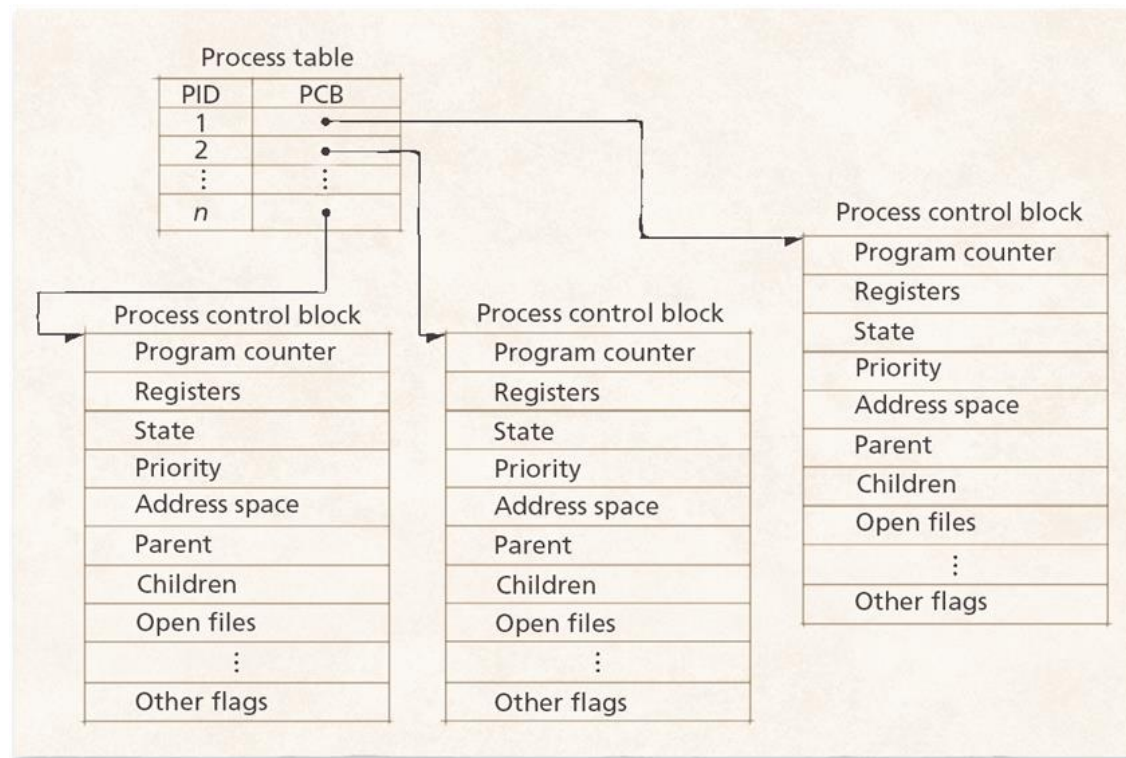 Process table
PID PCB
1
2
⋮ ⋮
n
Process control block
Program counter
Registers
State
Priority
Address space
Parent
Children
Open files
⋮
Other flags
Process control block
Program counter
Registers
State
Priority
Address space
Parent
Children
Open files
⋮
Other flags
Process control block
Program counter
Registers
State
Priority
Address space
Parent
Children
Open files
⋮
Other flags